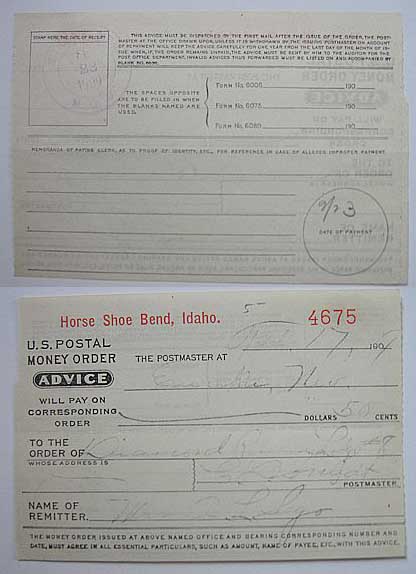 STAMP HERE THE DATE OF RECEIPT
THIS ADVICE MUST BE DISPATCHED BY THE FIRST MAIL AFTER THE ISSUE OF THE ORDER, THE POST-
MASTER AT THE OFFICE DRAWN UPON, UNLESS IT IS WITHDRAWN BY THE ISSUING POSTMASTER ON ACCOUNT
OF REPAYMENT WILL KEEP THE ADVICE CAREFULLY FOR ONE YEAR FROM THE LAST DAY OF THE MONTH OF IS-
SUE WHEN, IF THE ORDER REMAINS UNPAID, THE ADVICE MUST BE SENT BY HIM TO THE AUDITOR FOR THE
POST OFFICE DEPARTMENT. INVALID ADVICES THUS FORWARDED MUST BE LISTED ON AND ACCOMPANIED BY
BLANK NO.
THE SPACES OPPOSITE
ARE TO BE FILLED IN WHEN
THE BLANKS NAMED ARE
USED.
FORM No. 6006 190
FORM No. 6075 190
FORM No. 6080 190
MEMORANDA OF PAYING CLERK, AS TO PROOF OF IDENTITY, ETC., FOR REFERENCE IN CASE OF ALLEGED IMPROPER PAYMENT.
9/23
DATE OF PAYMENT
Horse Shoe Bend, Idaho.
5
4675
U.S. POSTAL
MONEY ORDER
ADVICE
17, 190
THE POSTMASTER AT
WILL PAY ON
CORRESPONDING
ORDER
DOLLARS 50 CENTS
TO THE
ORDER OF Diamond
WHOSE ADDRESS IS
POSTMASTER
NAME OF
REMITTER.
THE MONEY ORDER ISSUED AT ABOVE NAMED OFFICE AND BEARING CORRESPONDING NUMBER AND
DATE, MUST AGREE IN ALL ESSENTIAL PARTICULARS, SUCH AS AMOUNT, NAME OF PAYEE, ETC., WITH THIS ADVICE.